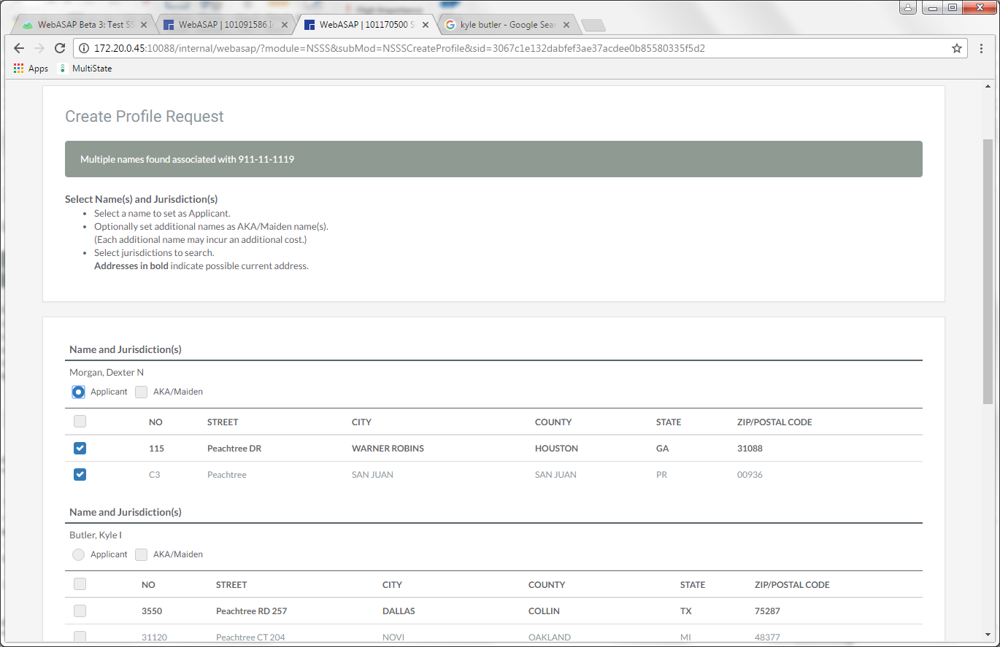 High Importance
WebASAP Beta 3: Test SS
WebASAP | 101091586 I
WebASAP | 101170500 S
kyle butler - Google Sear
172.20.0.45:10088/internal/webasap/?module=NSSS&subMod=NSSSCreateProfile&sid=3067c1e132dabfef3ae37acdee0b85580335f5d2
Apps MultiState
Create Profile Request
Multiple names found associated with 911-11-1119
Select Name(s) and Jurisdiction(s)
• Select a name to set as Applicant.
• Optionally set additional names as AKA/Maiden name(s).
(Each additional name may incur an additional cost.)
• Select jurisdictions to search.
Addresses in bold indicate possible current address.
Name and Jurisdiction(s)
Morgan, Dexter N
Applicant AKA/Maiden
NO STREET CITY COUNTY STATE ZIP/POSTAL CODE
115 Peachtree DR WARNER ROBINS HOUSTON GA 31088
C3 Peachtree SAN JUAN SAN JUAN PR 00936
Name and Jurisdiction(s)
Butler, Kyle I
Applicant AKA/Maiden
NO STREET CITY COUNTY STATE ZIP/POSTAL CODE
3550 Peachtree RD 257 DALLAS COLLIN TX 75287
31120 Peachtree CT 204 NOVI OAKLAND MI 48377